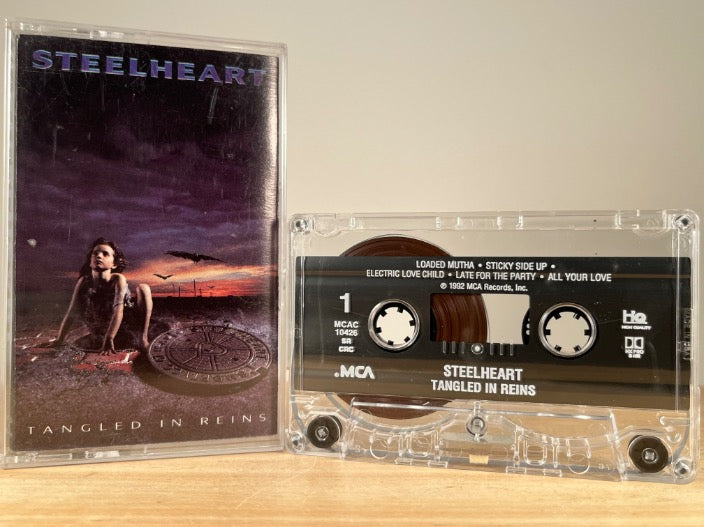 STEELHEART
TANGLED IN REINS
LOADED MUTHA • STICKY SIDE UP •
ELECTRIC LOVE CHILD • LATE FOR THE PARTY • ALL YOUR LOVE
℗ 1992 MCA Records, Inc.
1
MCAC
10426
SR
CRC
HQ
HIGH QUALITY
.MCA
STEELHEART
TANGLED IN REINS